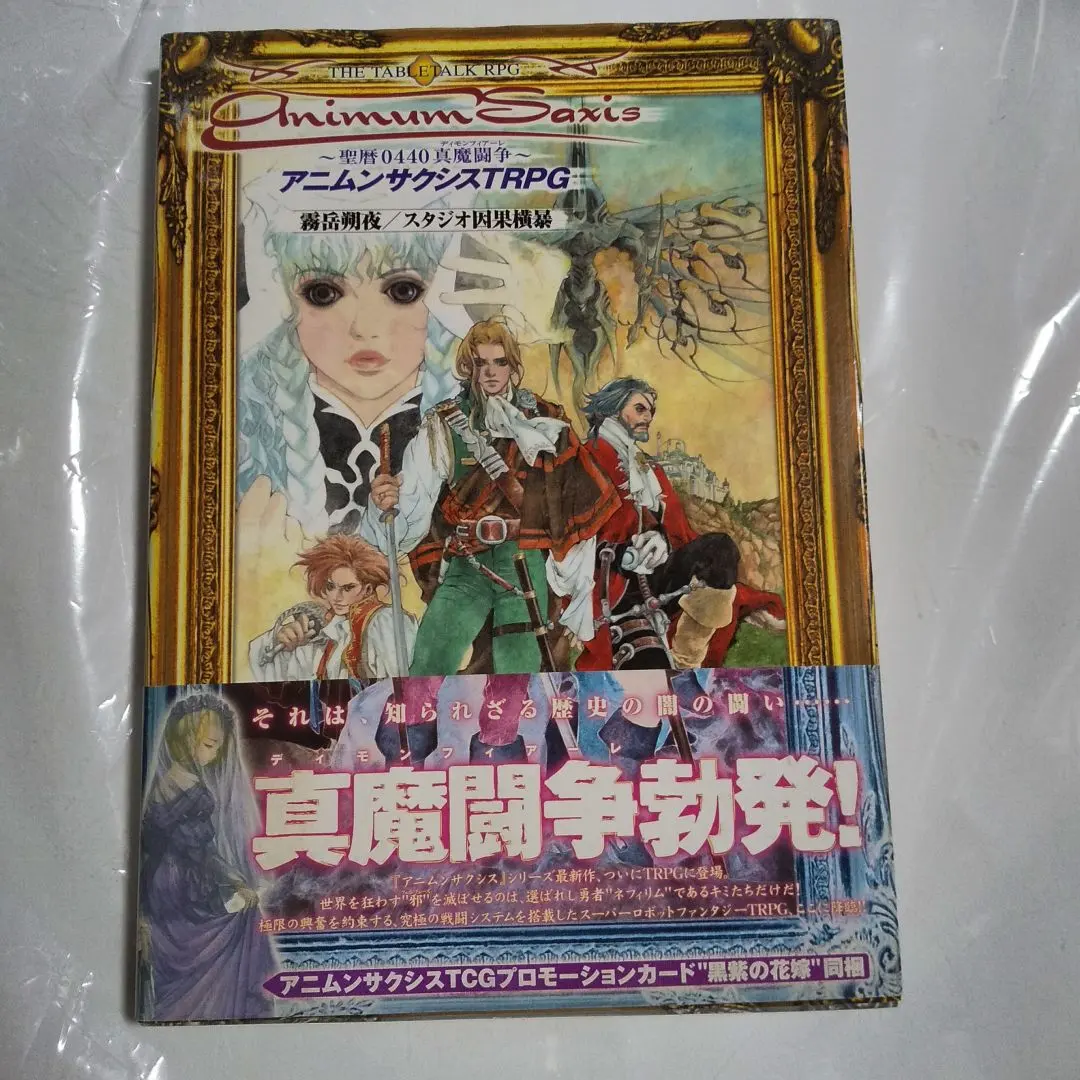 THE TABLETALK RPG
Animum Saxis
ディモンフィアーレ
～聖暦0440真魔闘争～
アニムンサクシスTRPG
霧岳朔夜／スタジオ因果横暴
それは、知られざる歴史の闇の闘い……
ディモンフィアーレ
真魔闘争勃発!
『アニムンサクシス』シリーズ最新作、ついにTRPGに登場。
世界を狂わす"邪"を滅ぼせるのは、選ばれし勇者"ネフィリム"であるキミたちだけだ!
極限の興奮を約束する、究極の戦闘システムを搭載したスーパーロボットファンタジーTRPG、ここに降臨!!
アニムンサクシスTCGプロモーションカード"黒紫の花嫁"同梱